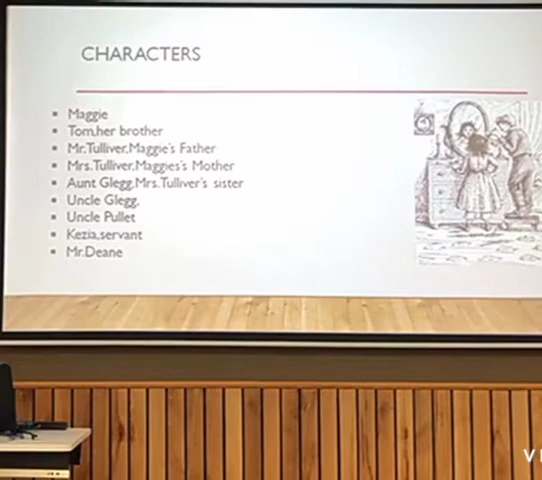 CHARACTERS
Maggie
Tom,her brother
Mr.Tulliver,Maggie's Father
Mrs.Tulliver,Maggies's Mother
Aunt Glegg,Mrs.Tulliver's sister
Uncle Glegg,
Uncle Pullet
Kezia,servant
Mr.Deane